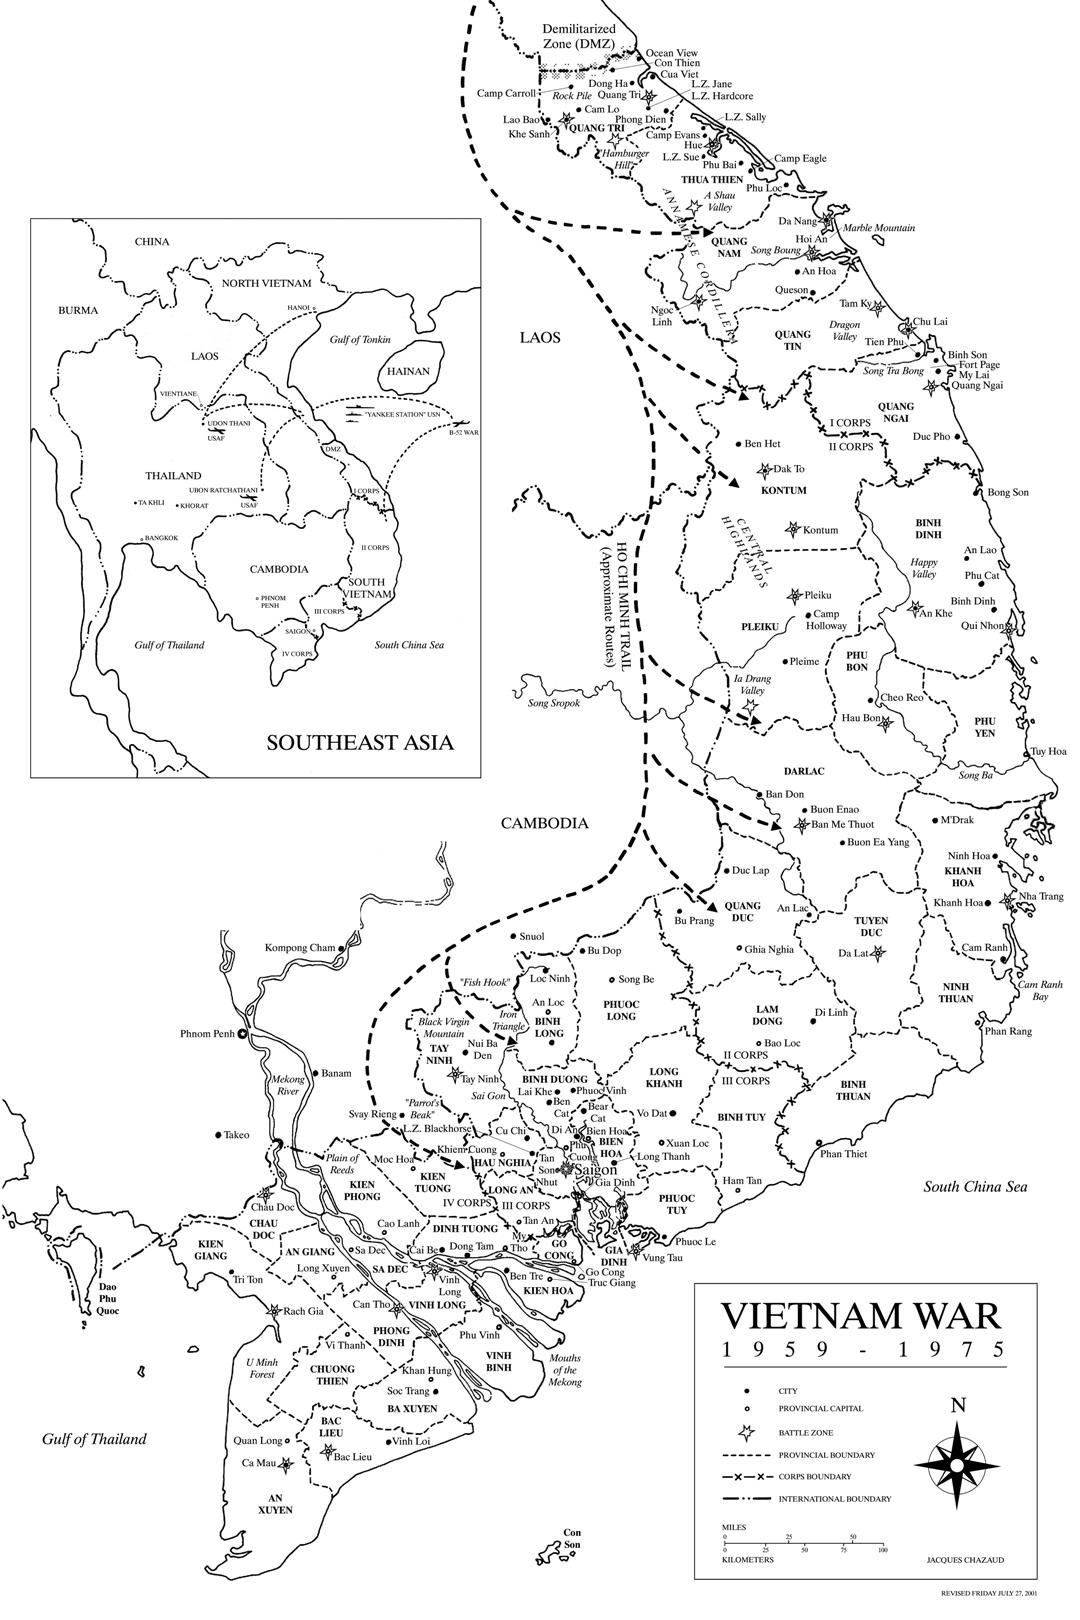 Demilitarized
Zone (DMZ)
Ocean View
Con Thien
Cua Viet
Dong Ha
L.Z. Jane
Camp Carroll
Rock Pile
Quang Tri
L.Z. Hardcore
Cam Lo
Lao Bao
Phong Dien
L.Z. Sally
QUANG TRI
Khe Sanh
Camp Evans
Hue
"Hamburger
Hill"
L.Z. Sue
Camp Eagle
Phu Bai
THUA THIEN
Phu Loc
A Shau
Valley
ANNAMESE CORDILLERA
Da Nang
Marble Mountain
Hoi An
QUANG
NAM
Song Boung
An Hoa
Queson
Ngoc
Linh
Tam Ky
Chu Lai
LAOS
QUANG
TIN
Dragon
Valley
Tien Phu
Binh Son
Fort Page
Song Tra Bong
My Lai
Quang Ngai
QUANG
NGAI
I CORPS
II CORPS
Duc Pho
Ben Het
Dak To
KONTUM
Bong Son
Kontum
CENTRAL
HIGHLANDS
BINH
DINH
An Lao
Happy
Valley
Phu Cat
HO CHI MINH TRAIL
(Approximate Routes)
Pleiku
Binh Dinh
An Khe
Camp
Holloway
Qui Nhon
PLEIKU
PHU
BON
Pleime
Ia Drang
Valley
Cheo Reo
Song Sropok
Hau Bon
PHU
YEN
Tuy Hoa
DARLAC
Song Ba
Ban Don
Buon Enao
CAMBODIA
Ban Me Thuot
M'Drak
Buon Ea Yang
Ninh Hoa
Duc Lap
KHANH
HOA
Nha Trang
Khanh Hoa
QUANG
DUC
An Lac
Bu Prang
TUYEN
DUC
Snuol
Kompong Cham
Bu Dop
Ghia Nghia
Da Lat
Cam Ranh
"Fish Hook"
Loc Ninh
Song Be
Cam Ranh
Bay
NINH
THUAN
An Loc
PHUOC
LONG
LAM
DONG
Di Linh
Iron
Triangle
BINH
LONG
Black Virgin
Mountain
Phan Rang
Phnom Penh
TAY
NINH
Nui Ba
Den
Bao Loc
II CORPS
III CORPS
Mekong
River
Banam
Tay Ninh
BINH DUONG
LONG
KHANH
BINH
THUAN
Sai Gon
Lai Khe
Phuoc Vinh
"Parrot's
Beak"
Ben
Cat
Bear
Cat
Vo Dat
BINH TUY
Svay Rieng
L.Z. Blackhorse
Cu Chi
Di An
Bien Hoa
Takeo
Khiem Cuong
Phu
Cuong
BIEN
HOA
Xuan Loc
Phan Thiet
Plain of
Reeds
Moc Hoa
HAU NGHIA
Tan
Son
Nhut
Long Thanh
Saigon
KIEN
PHONG
KIEN
TUONG
Gia Dinh
Ham Tan
LONG AN
PHUOC
TUY
South China Sea
IV CORPS
III CORPS
Chau Doc
CHAU
DOC
Cao Lanh
DINH TUONG
Tan An
My
Tho
Phuoc Le
KIEN
GIANG
AN GIANG
Sa Dec
Cai Be
Dong Tam
GO
CONG
GIA
DINH
Vung Tau
Long Xuyen
SA DEC
Go Cong
Tri Ton
Vinh
Long
Ben Tre
Truc Giang
KIEN HOA
Dao
Phu
Quoc
Rach Gia
Can Tho
VINH LONG
Phu Vinh
PHONG
DINH
Vi Thanh
VINH
BINH
Mouths
of the
Mekong
U Minh
Forest
CHUONG
THIEN
Khan Hung
Soc Trang
BA XUYEN
BAC
LIEU
Gulf of Thailand
Quan Long
Vinh Loi
Ca Mau
Bac Lieu
AN
XUYEN
Con
Son
CHINA
NORTH VIETNAM
HANOI
BURMA
Gulf of Tonkin
LAOS
HAINAN
VIENTIANE
UDON THANI
USAF
"YANKEE STATION" USN
B-52 WAR
DMZ
THAILAND
UBON RATCHATHANI
USAF
I CORPS
TA KHLI
KHORAT
BANGKOK
II CORPS
CAMBODIA
SOUTH
VIETNAM
PHNOM
PENH
III CORPS
SAIGON
Gulf of Thailand
IV CORPS
South China Sea
SOUTHEAST ASIA
VIETNAM WAR
1 9 5 9 - 1 9 7 5
CITY
PROVINCIAL CAPITAL
BATTLE ZONE
PROVINCIAL BOUNDARY
CORPS BOUNDARY
INTERNATIONAL BOUNDARY
N
MILES
0 25 50
0 25 50 75 100
KILOMETERS
JACQUES CHAZAUD
REVISED FRIDAY JULY 27, 2001